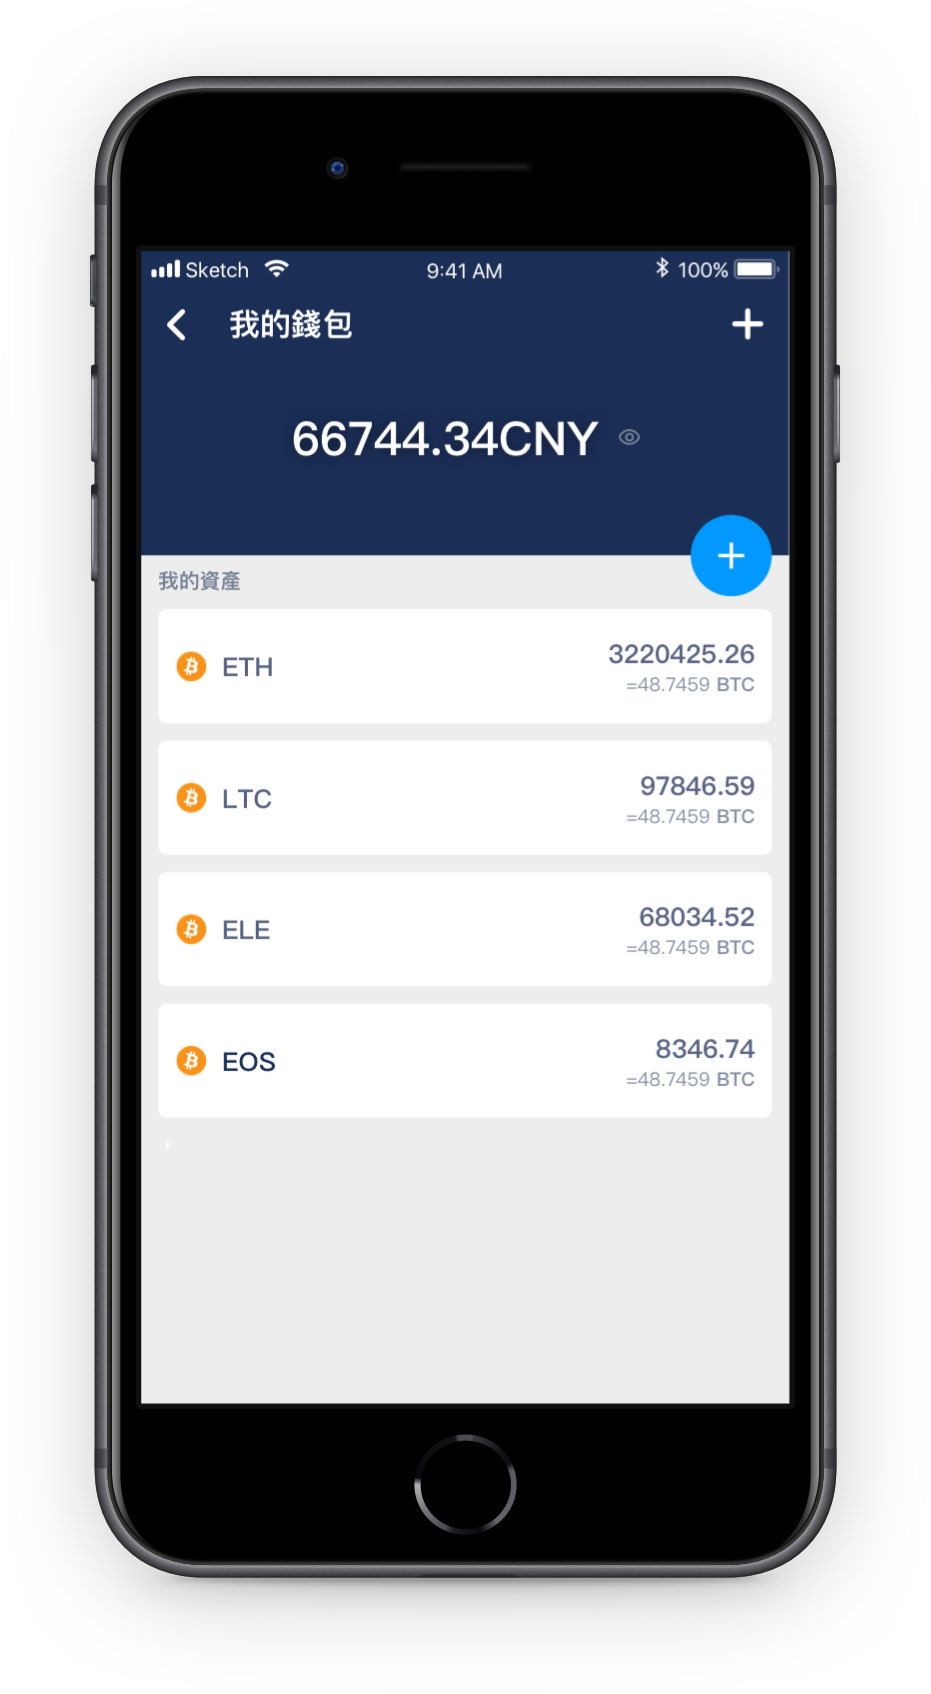 Sketch 9:41 AM 100%
我的錢包
66744.34CNY
我的資產
ETH 3220425.26
=48.7459 BTC
LTC 97846.59
=48.7459 BTC
ELE 68034.52
=48.7459 BTC
EOS 8346.74
=48.7459 BTC